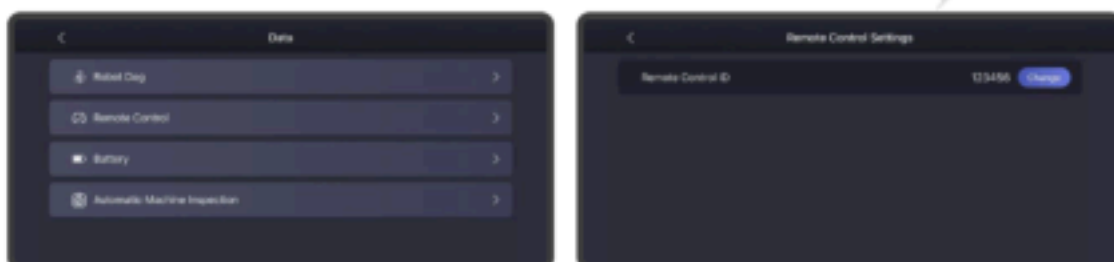 Data
Robot Dog
Remote Control
Battery
Automatic Machine Inspection
Remote Control Settings
Remote Control ID 123456 Change